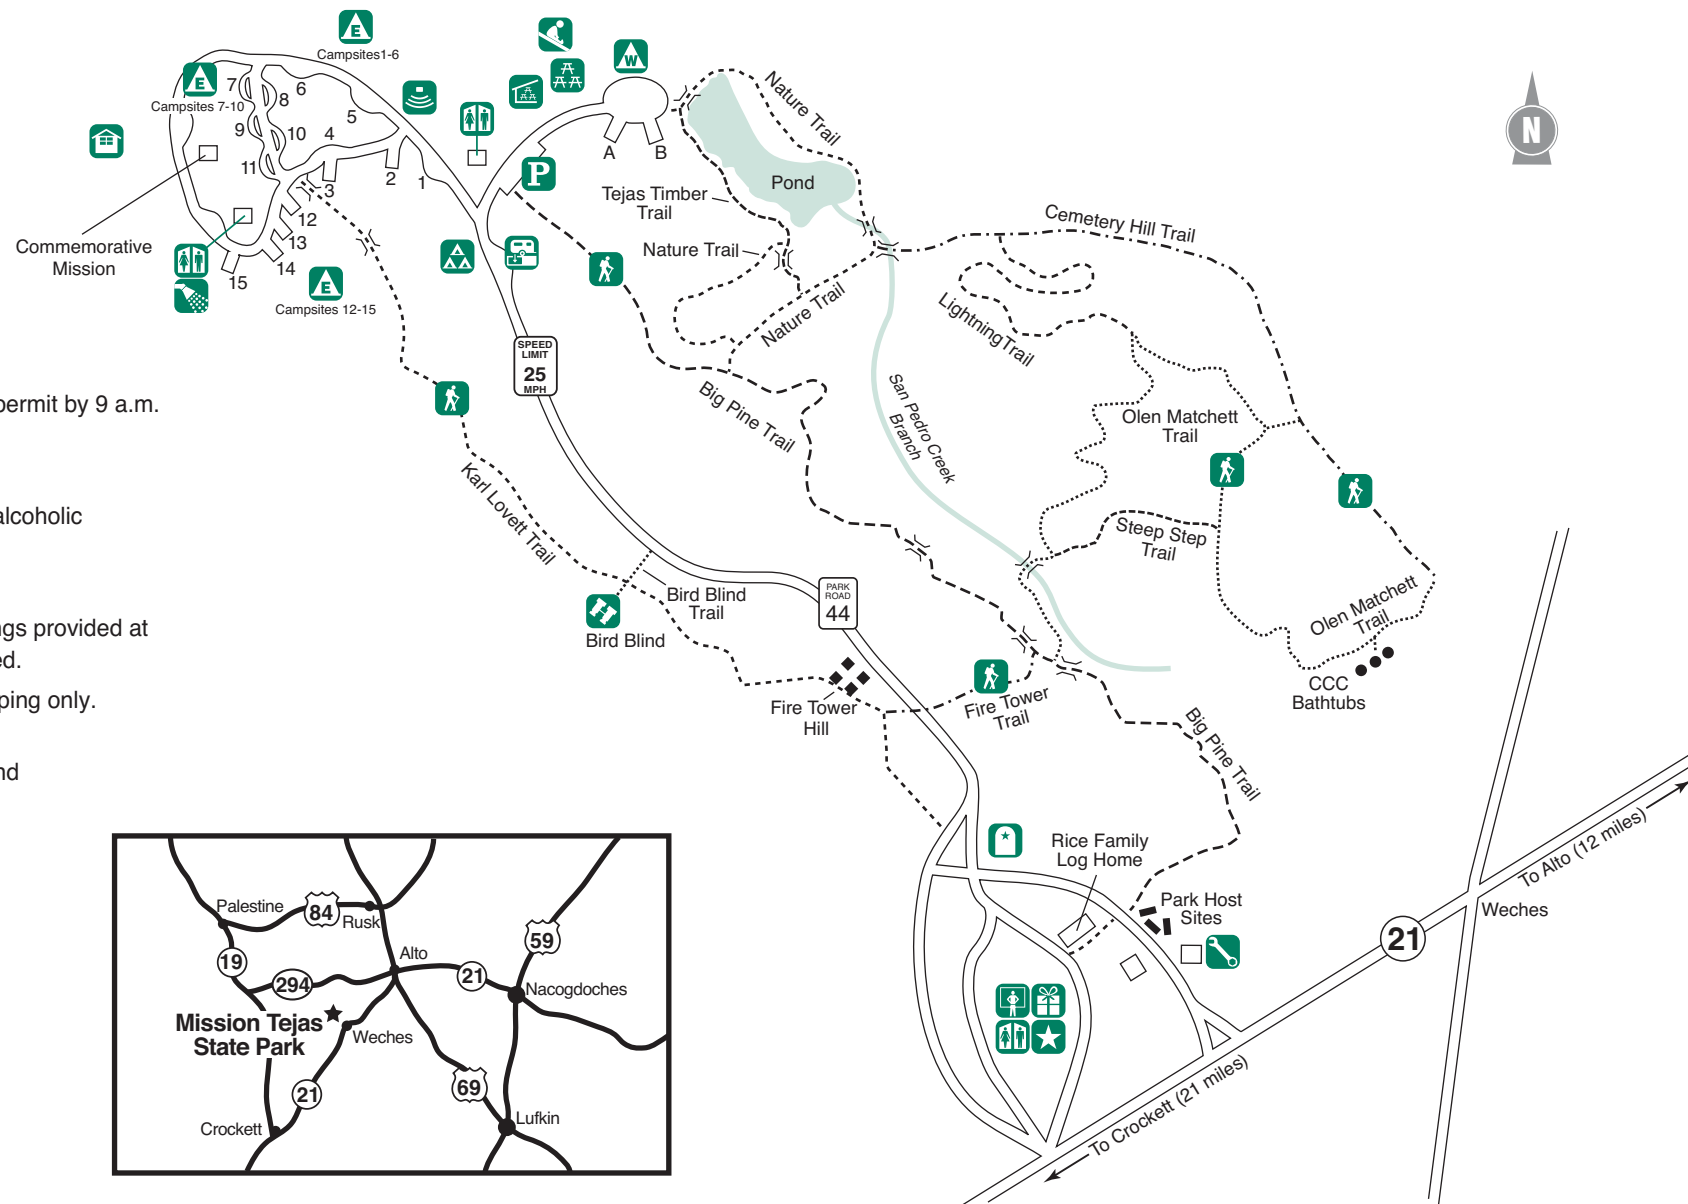 E
Campsites1-6
W
E
Campsites 7-10
7
6
8
5
9
10
4
11
3
2
1
12
13
14
15
A
B
P
Nature Trail
Pond
Tejas Timber
Trail
Nature Trail
Nature Trail
Cemetery Hill Trail
LightningTrail
N
Commemorative
Mission
E
Campsites 12-15
SPEED
LIMIT
25
MPH
Big Pine Trail
San Pedro Creek
Branch
Olen Matchett
Trail
Steep Step
Trail
Olen Matchett
Trail
CCC
Bathtubs
Karl Lovett Trail
Bird Blind
Trail
Bird Blind
PARK
ROAD
44
Fire Tower
Hill
Fire Tower
Trail
Big Pine Trail
Rice Family
Log Home
Park Host
Sites
To Alto (12 miles)
Weches
21
To Crockett (21 miles)
permit by 9 a.m.
alcoholic
ngs provided at
ed.
ping only.
nd
Palestine
84
Rusk
19
294
Alto
21
59
Nacogdoches
Mission Tejas
State Park
Weches
21
69
Crockett
Lufkin